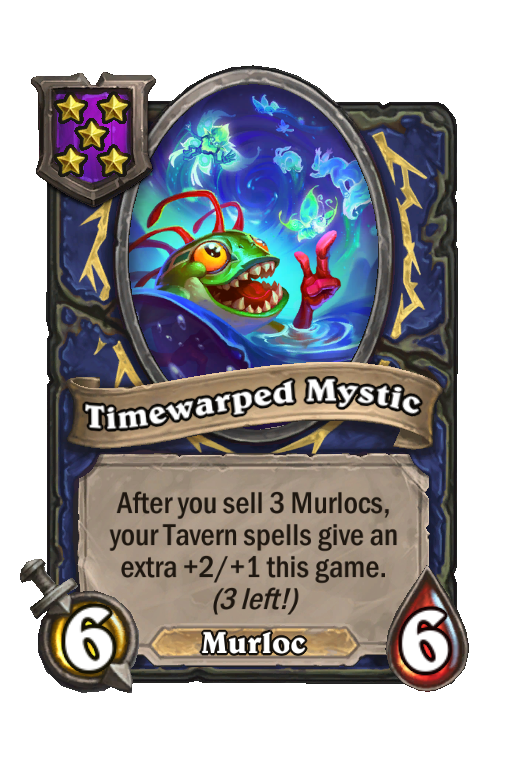 Timewarped Mystic
After you sell 3 Murlocs,
your Tavern spells give an
extra +2/+1 this game.
(3 left!)
6
Murloc
6